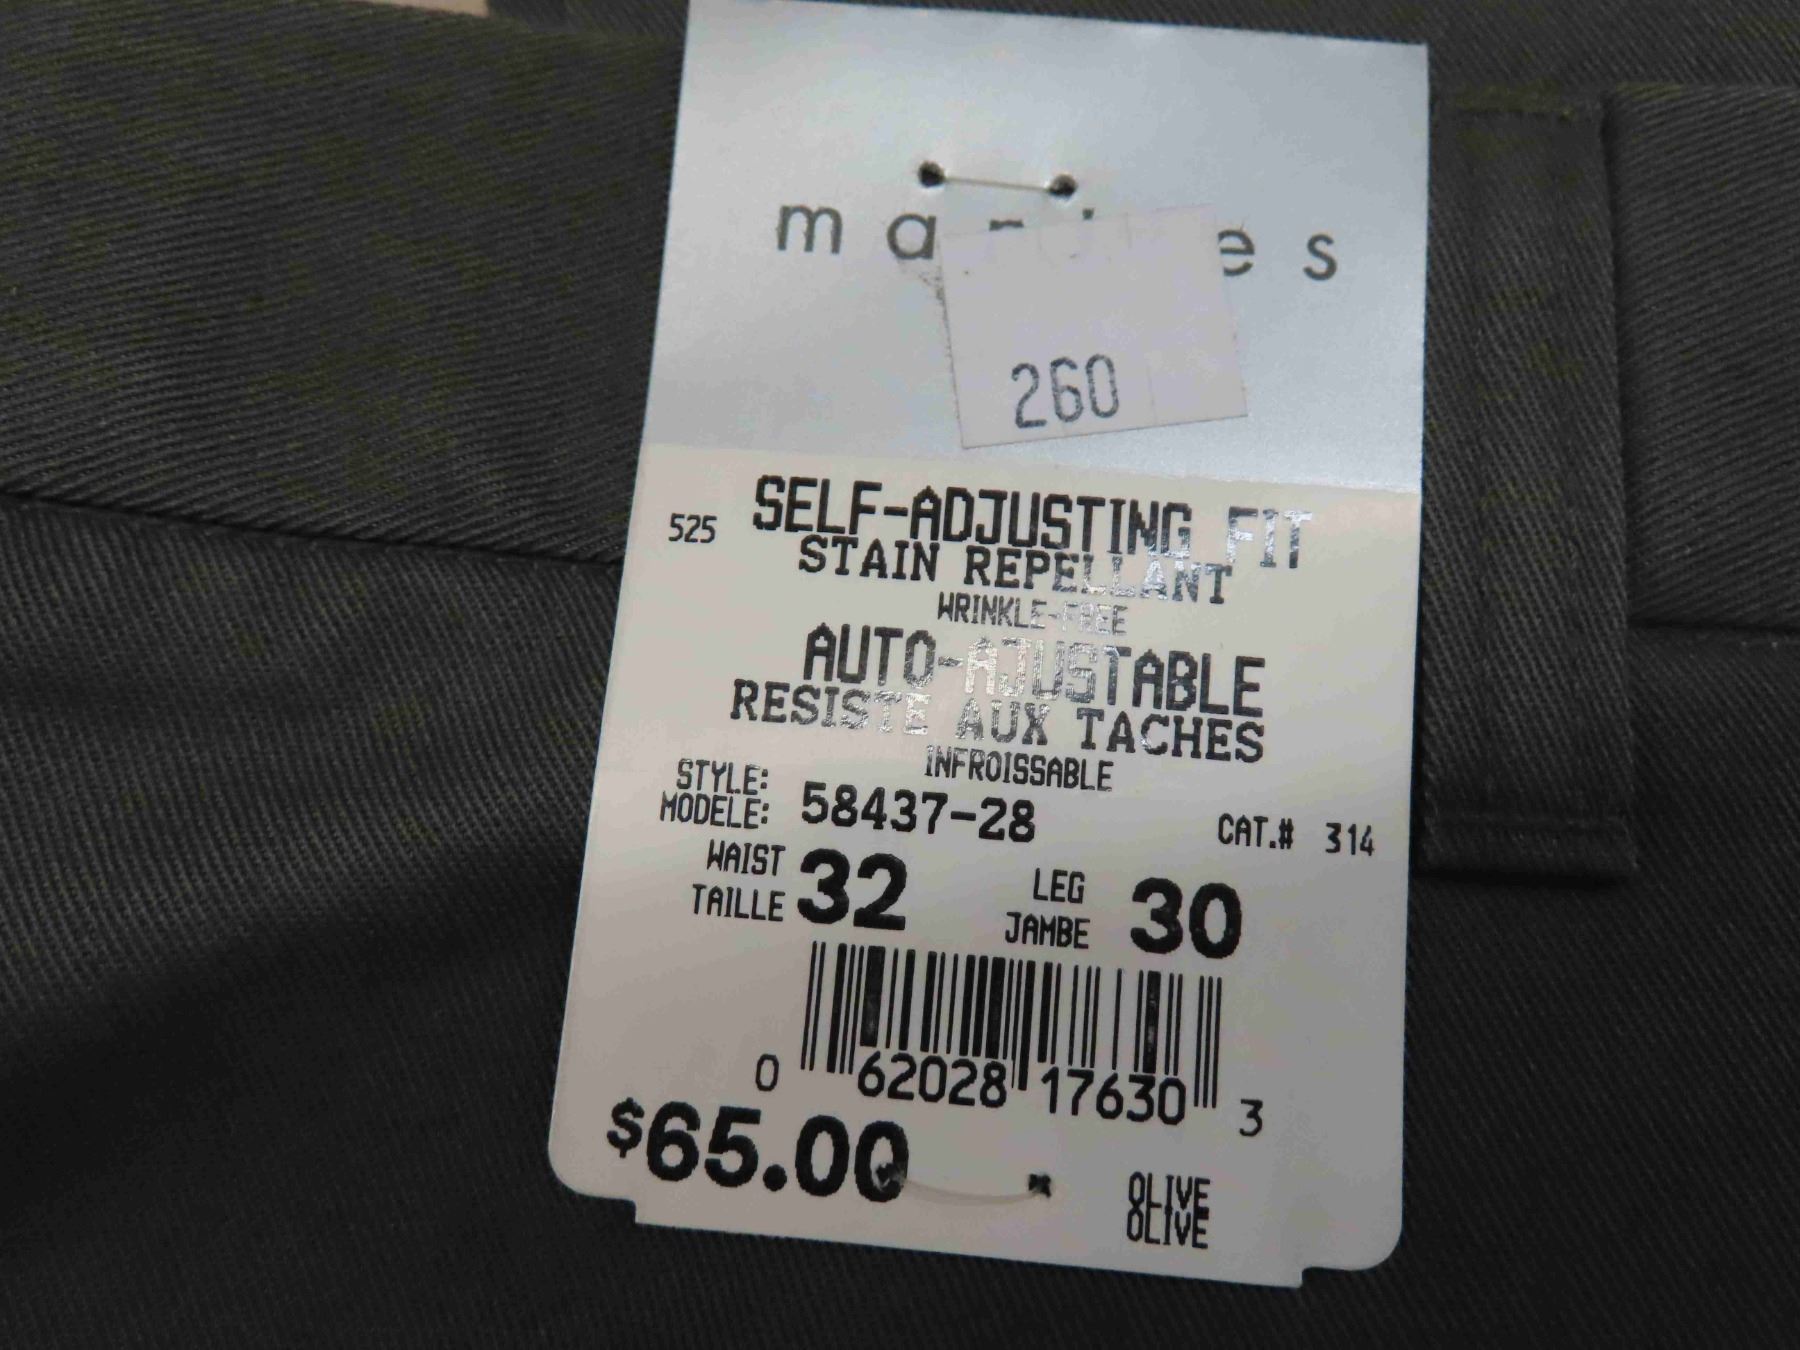 260
525 SELF-ADJUSTING FIT
STAIN REPELLANT
WRINKLE-FREE
AUTO-AJUSTABLE
RESISTE AUX TACHES
INFROISSABLE
STYLE:
MODELE: 58437-28 CAT.# 314
WAIST
TAILLE 32 LEG
JAMBE 30
0 62028 17630 3
$65.00
OLIVE
OLIVE